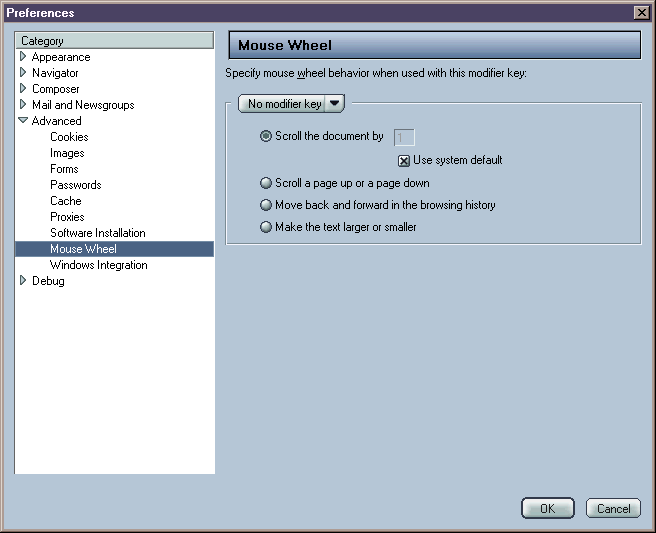 Preferences
Category
Appearance
Navigator
Composer
Mail and Newsgroups
Advanced
Cookies
Images
Forms
Passwords
Cache
Proxies
Software Installation
Mouse Wheel
Windows Integration
Debug
Mouse Wheel
Specify mouse wheel behavior when used with this modifier key:
No modifier key
Scroll the document by 1
Use system default
Scroll a page up or a page down
Move back and forward in the browsing history
Make the text larger or smaller
OK Cancel